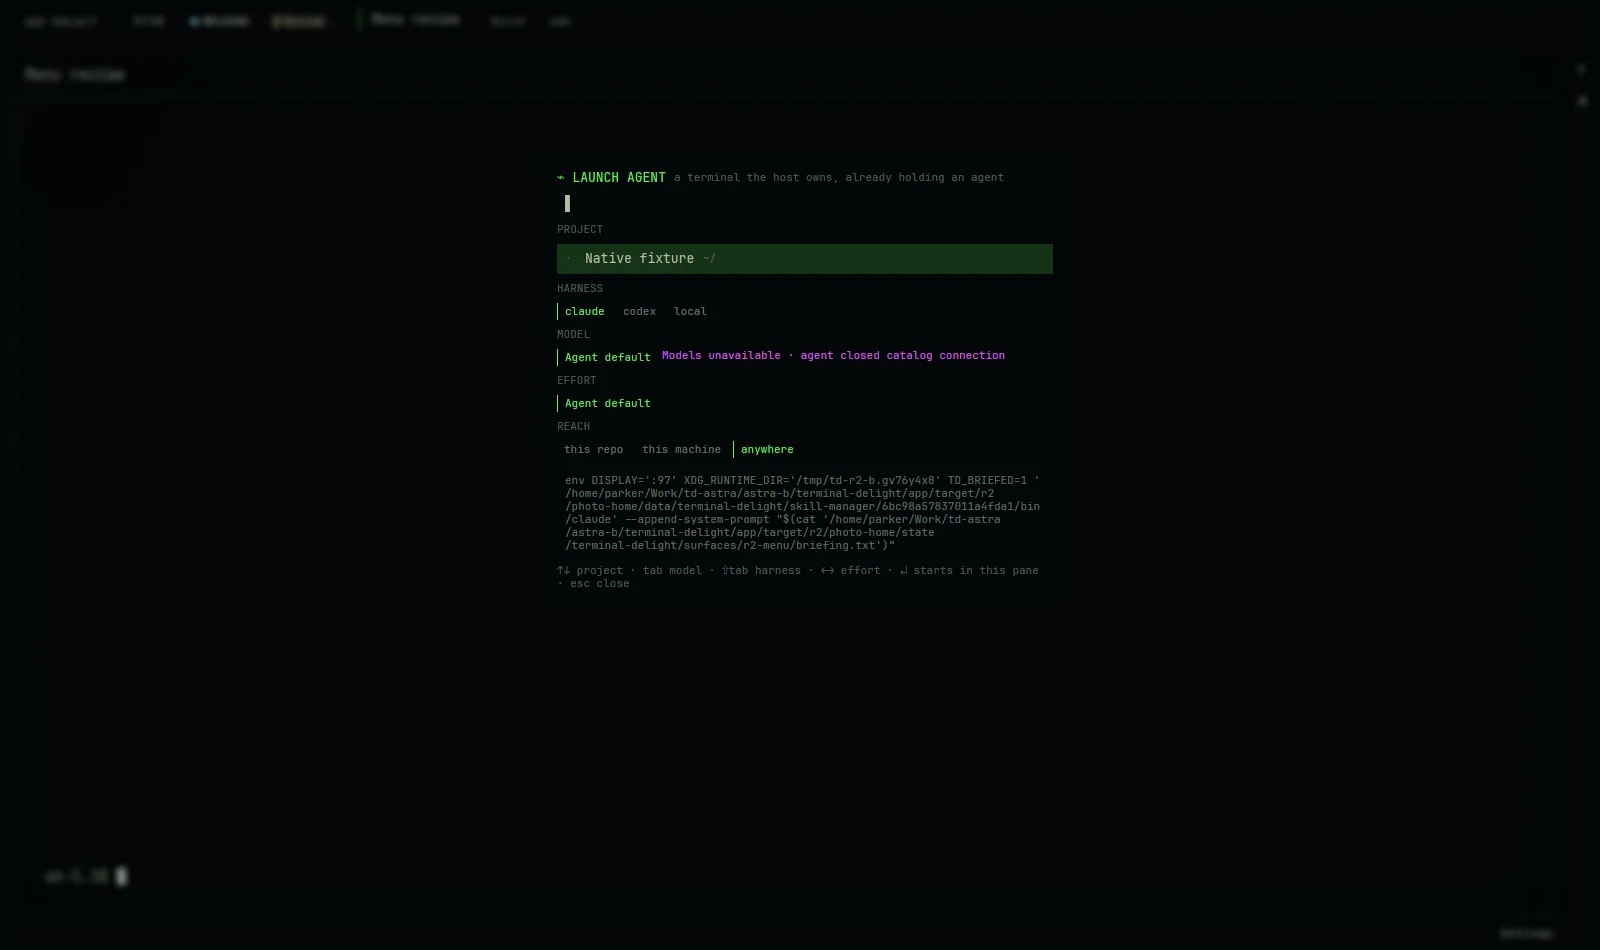 Menu review
Menu review
⌁ LAUNCH AGENT a terminal the host owns, already holding an agent
PROJECT
· Native fixture ~/
HARNESS
claude codex local
MODEL
Agent default Models unavailable · agent closed catalog connection
EFFORT
Agent default
REACH
this repo this machine anywhere
env DISPLAY=':97' XDG_RUNTIME_DIR='/tmp/td-r2-b.gv76y4x8' TD_BRIEFED=1 '
/home/parker/Work/td-astra/astra-b/terminal-delight/app/target/r2
/photo-home/data/terminal-delight/skill-manager/6bc98a57837011a4fda1/bin
/claude' --append-system-prompt "$(cat '/home/parker/Work/td-astra
/astra-b/terminal-delight/app/target/r2/photo-home/state
/terminal-delight/surfaces/r2-menu/briefing.txt')"
↑↓ project · tab model · ⇧tab harness · ↔ effort · ↲ starts in this pane
· esc close